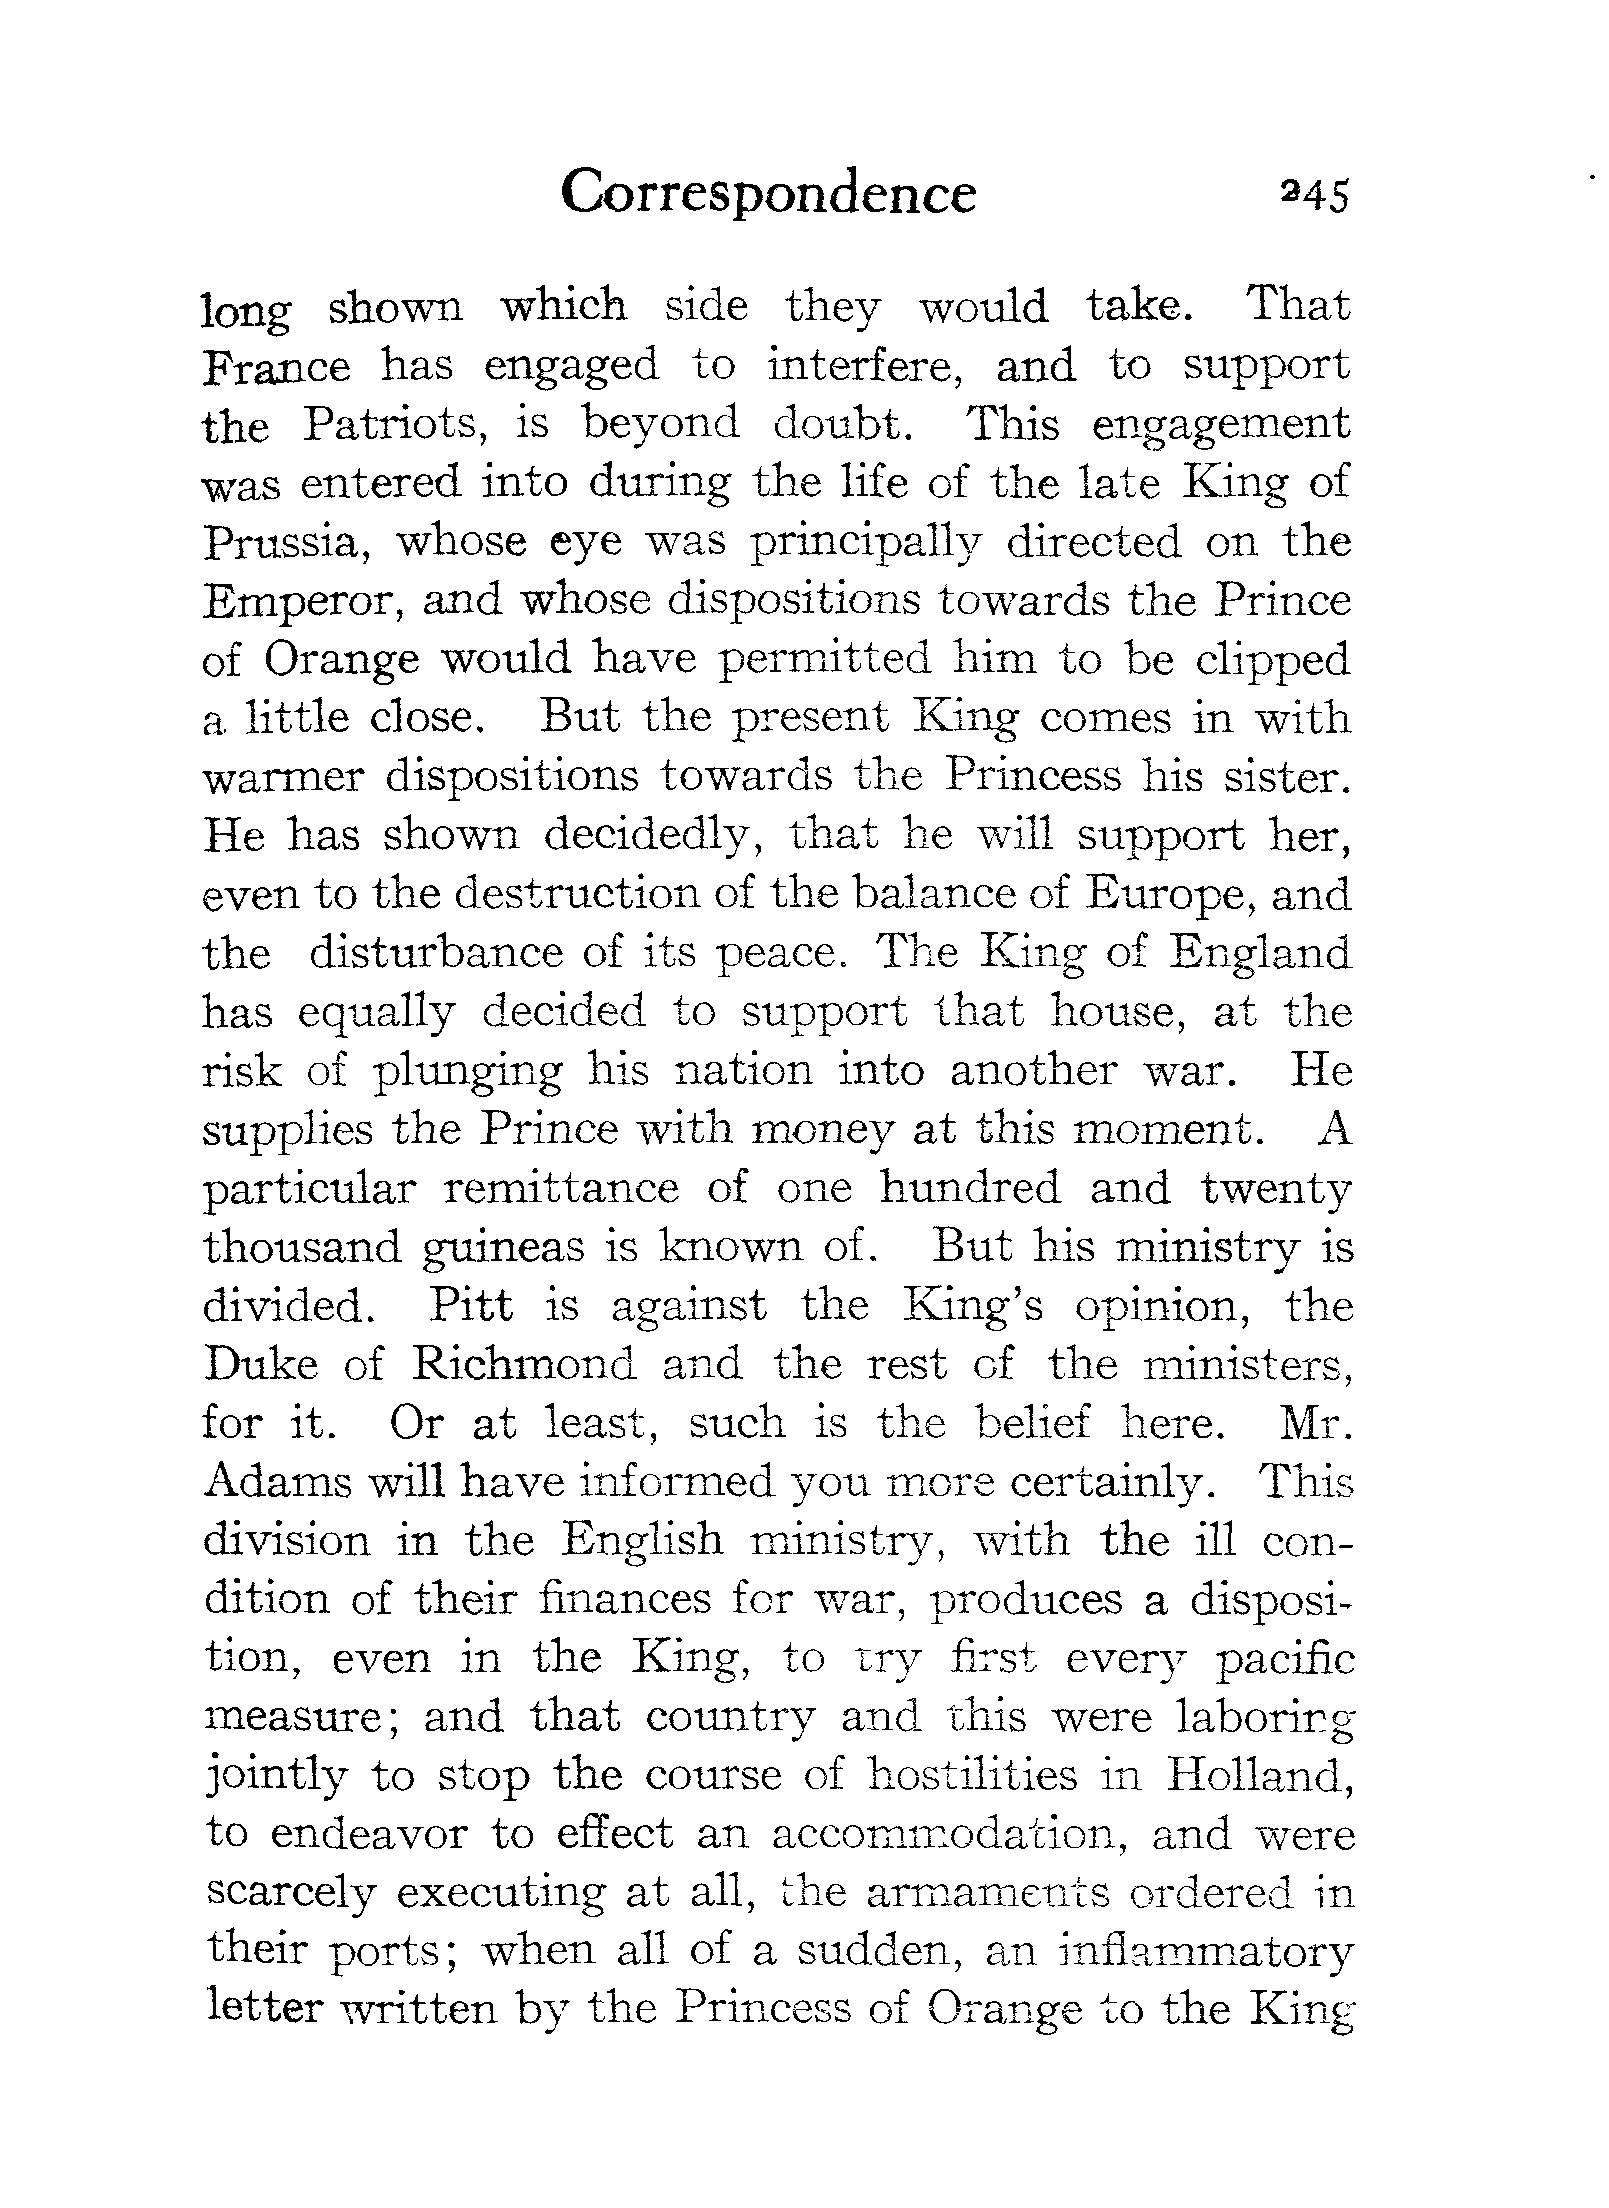 Correspondence 245
long shown which side they would take. That
France has engaged to interfere, and to support
the Patriots, is beyond doubt. This engagement
was entered into during the life of the late King of
Prussia, whose eye was principally directed on the
Emperor, and whose dispositions towards the Prince
of Orange would have permitted him to be clipped
a little close. But the present King comes in with
warmer dispositions towards the Princess his sister.
He has shown decidedly, that he will support her,
even to the destruction of the balance of Europe, and
the disturbance of its peace. The King of England
has equally decided to support that house, at the
risk of plunging his nation into another war. He
supplies the Prince with money at this moment. A
particular remittance of one hundred and twenty
thousand guineas is known of. But his ministry is
divided. Pitt is against the King's opinion, the
Duke of Richmond and the rest of the ministers,
for it. Or at least, such is the belief here. Mr.
Adams will have informed you more certainly. This
division in the English ministry, with the ill con-
dition of their finances for war, produces a disposi-
tion, even in the King, to try first every pacific
measure; and that country and this were laboring
jointly to stop the course of hostilities in Holland,
to endeavor to effect an accommodation, and were
scarcely executing at all, the armaments ordered in
their ports; when all of a sudden, an inflammatory
letter written by the Princess of Orange to the King